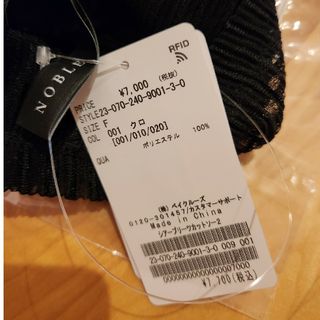 NOBLE
RFID
PRICE ¥7,000 (税抜)
STYLE 23-070-240-9001-3-0
SIZE F
COL 001 クロ
[001/010/020]
QUA ポリエステル 100%
(株)ベイクルーズ
0120-301457/カスタマーサポート
Made in China
シアープリーツカットソー2
23-070-240-9001-3-0 009 001
¥7,700(税込)